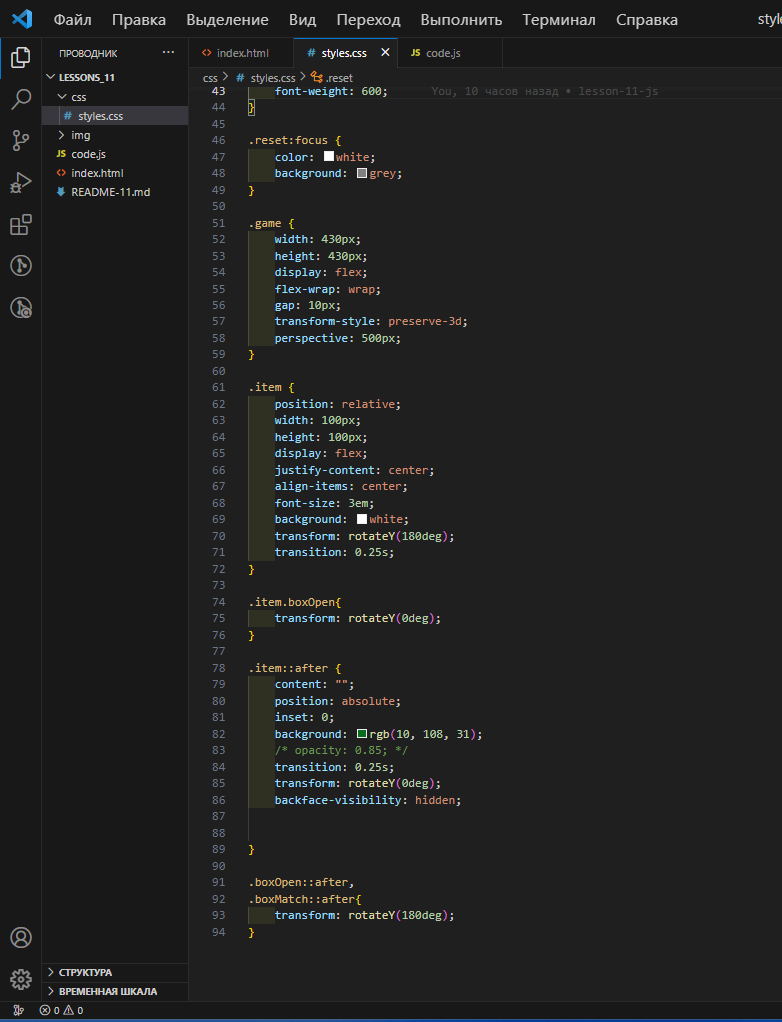 Файл Правка Выделение Вид Переход Выполнить Терминал Справка
ПРОВОДНИК ···
LESSONS_11
css
# styles.css
img
JS code.js
<> index.html
README-11.md
СТРУКТУРА
ВРЕМЕННАЯ ШКАЛА
0 0
<> index.html # styles.css × JS code.js
css > # styles.css > .reset
43 font-weight: 600; You, 10 часов назад • lesson-11-js
44 }
45
46 .reset:focus {
47 color: white;
48 background: grey;
49 }
50
51 .game {
52 width: 430px;
53 height: 430px;
54 display: flex;
55 flex-wrap: wrap;
56 gap: 10px;
57 transform-style: preserve-3d;
58 perspective: 500px;
59 }
60
61 .item {
62 position: relative;
63 width: 100px;
64 height: 100px;
65 display: flex;
66 justify-content: center;
67 align-items: center;
68 font-size: 3em;
69 background: white;
70 transform: rotateY(180deg);
71 transition: 0.25s;
72 }
73
74 .item.boxOpen{
75 transform: rotateY(0deg);
76 }
77
78 .item::after {
79 content: "";
80 position: absolute;
81 inset: 0;
82 background: rgb(10, 108, 31);
83 /* opacity: 0.85; */
84 transition: 0.25s;
85 transform: rotateY(0deg);
86 backface-visibility: hidden;
87
88
89 }
90
91 .boxOpen::after,
92 .boxMatch::after{
93 transform: rotateY(180deg);
94 }